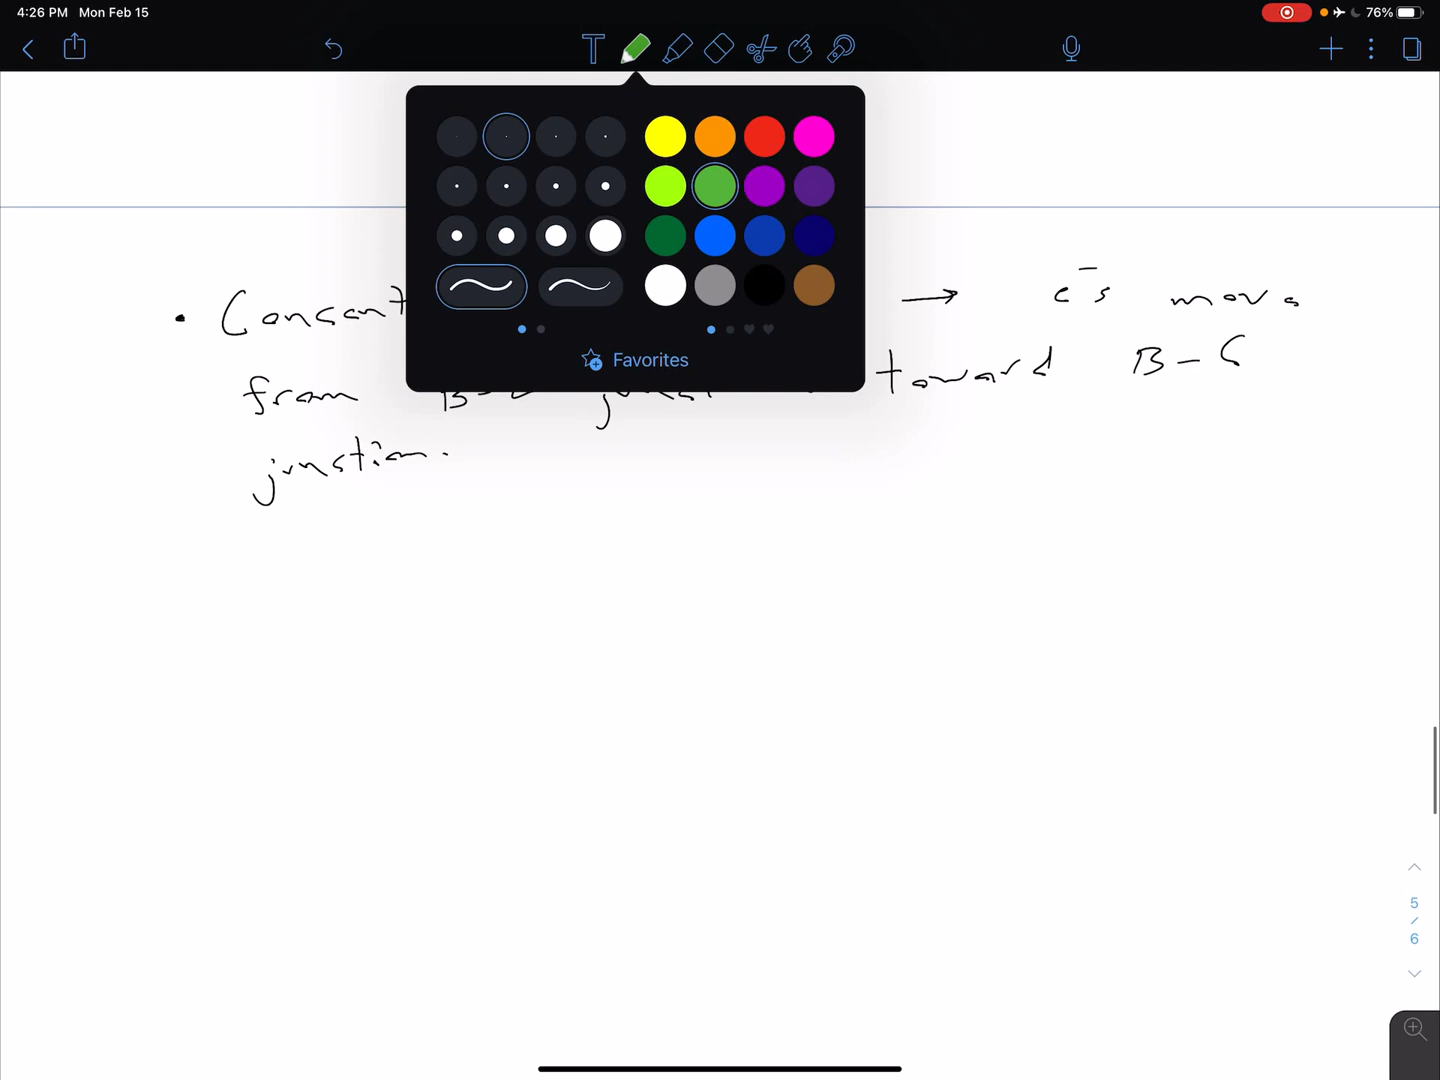 4:26 PM Mon Feb 15
76%
T
Favorites
• Concent → e⁻s move
from B- toward B-C
junction.
5
/
6